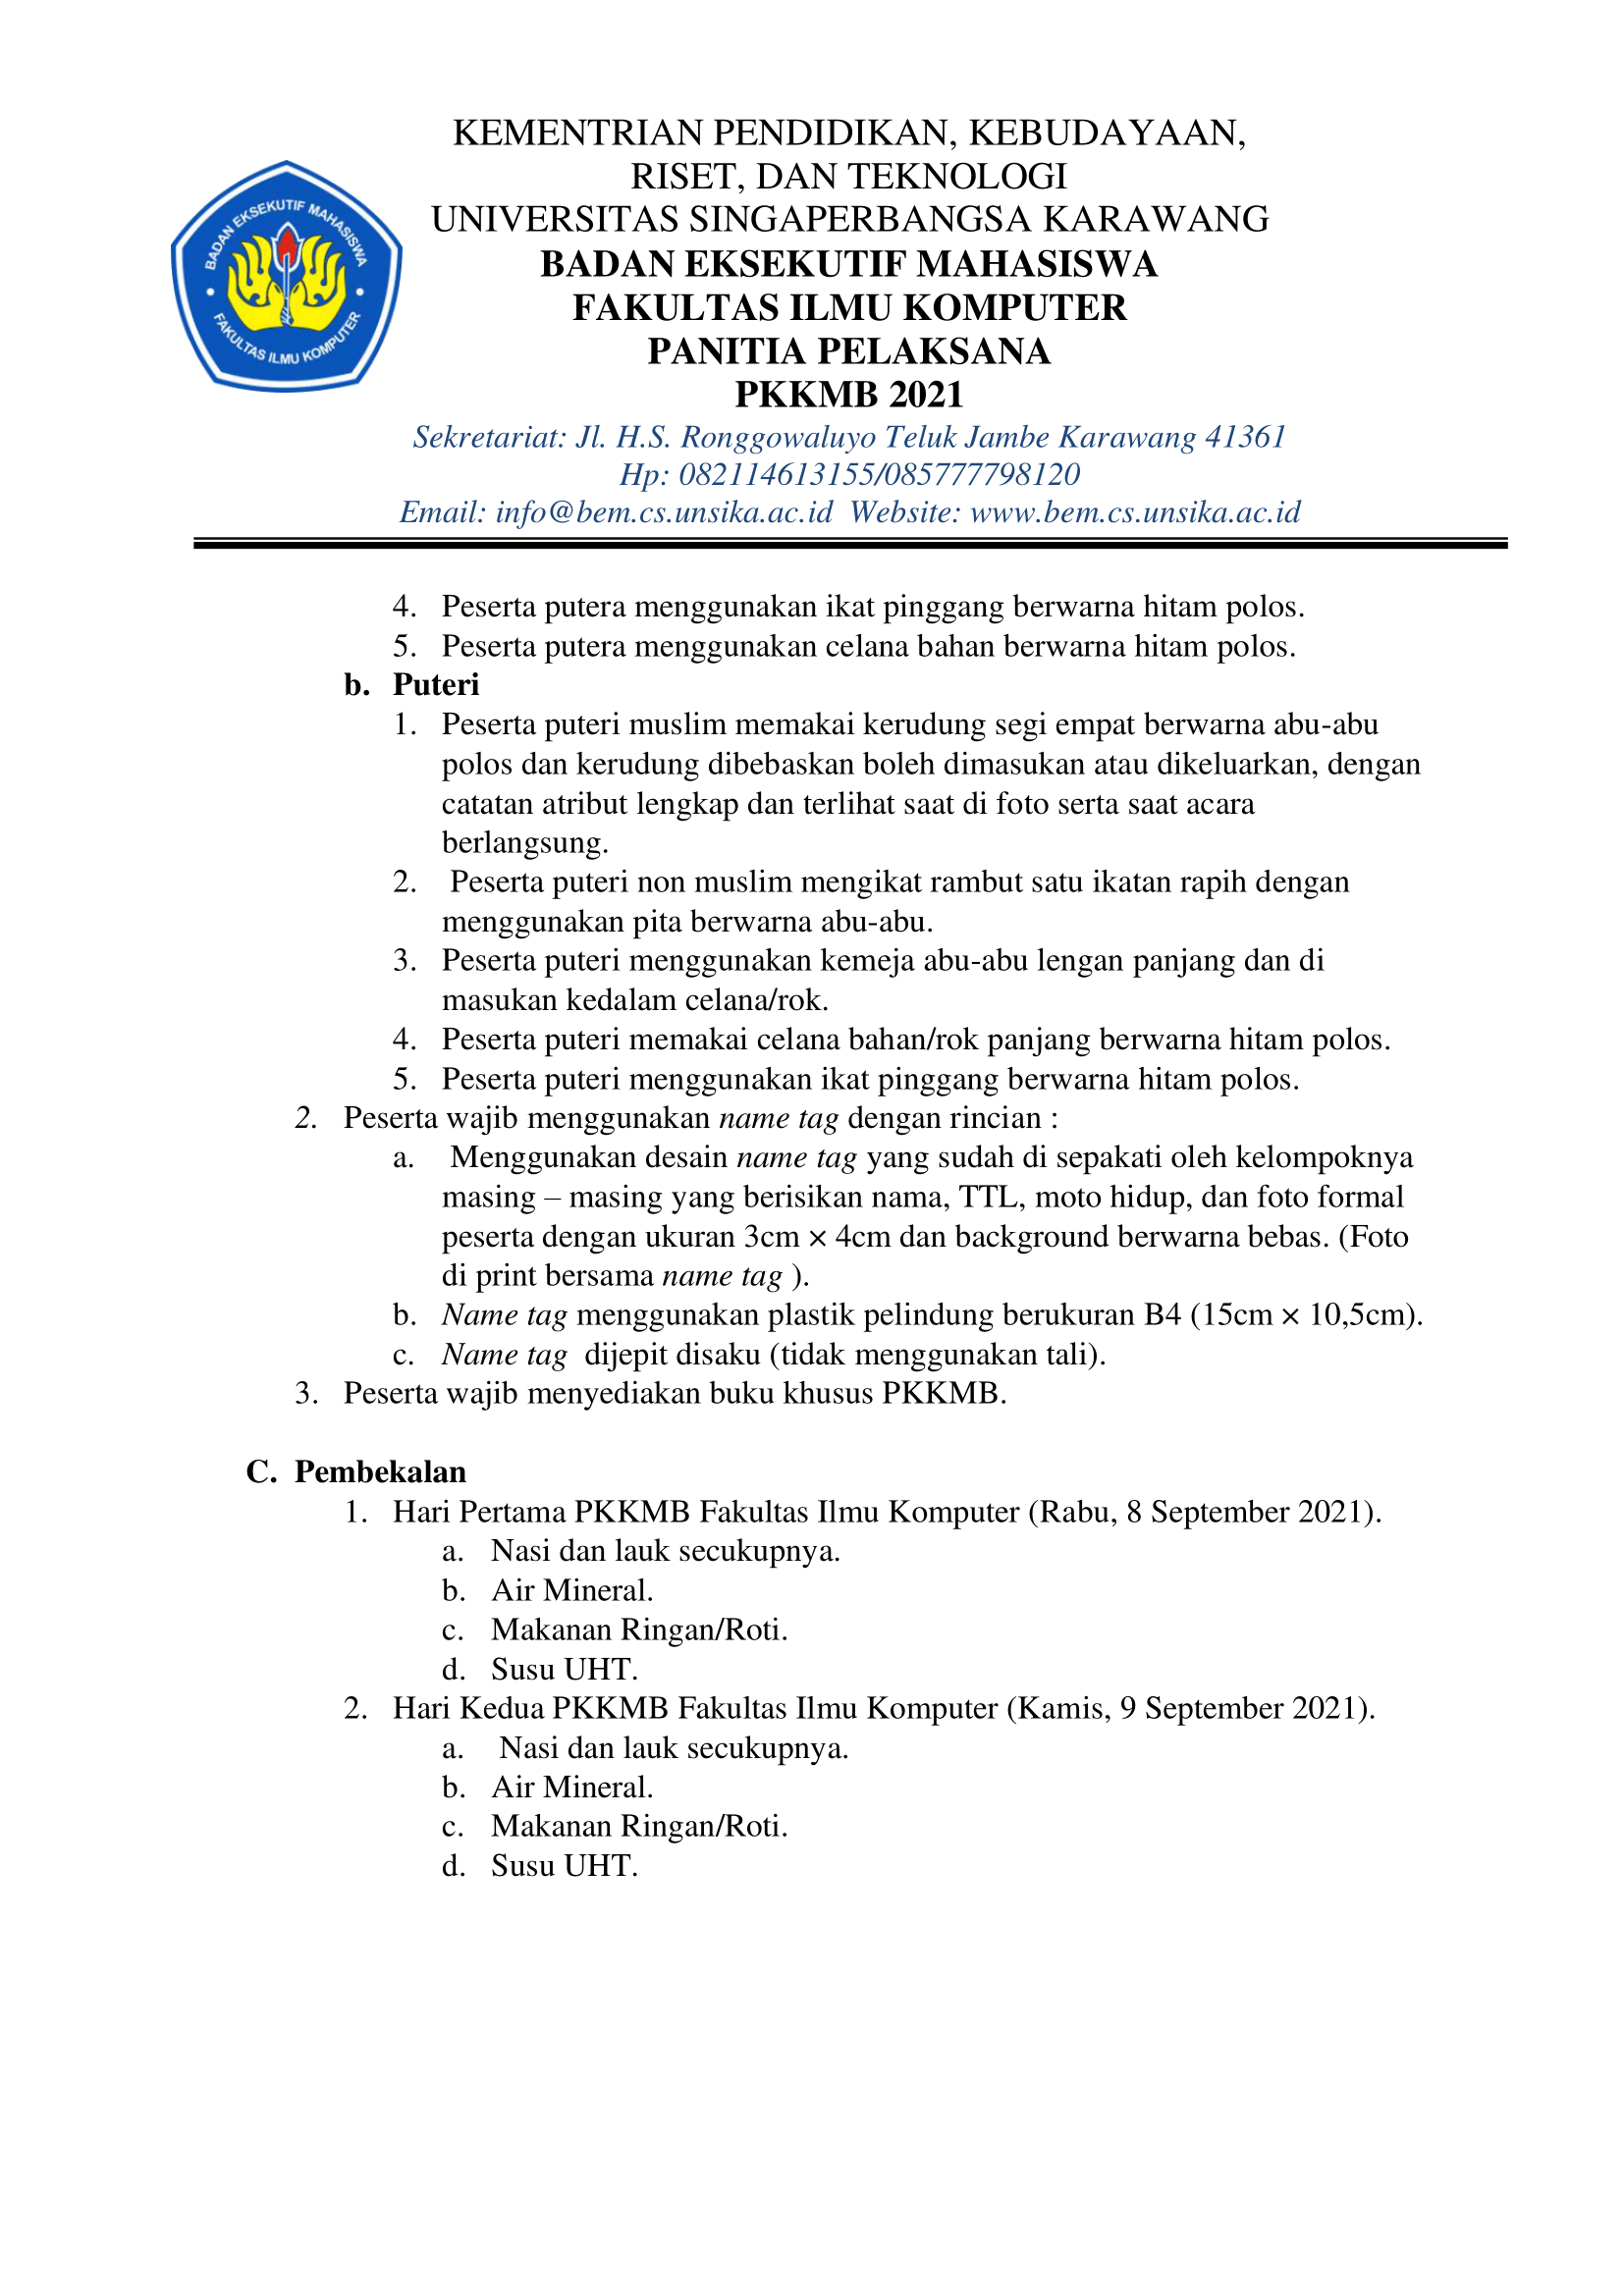 KEMENTRIAN PENDIDIKAN, KEBUDAYAAN,
RISET, DAN TEKNOLOGI
UNIVERSITAS SINGAPERBANGSA KARAWANG
BADAN EKSEKUTIF MAHASISWA
FAKULTAS ILMU KOMPUTER
PANITIA PELAKSANA
PKKMB 2021
Sekretariat: Jl. H.S. Ronggowaluyo Teluk Jambe Karawang 41361
Hp: 082114613155/085777798120
Email: info@bem.cs.unsika.ac.id Website: www.bem.cs.unsika.ac.id
BADAN EKSEKUTIF MAHASISWA
FAKULTAS ILMU KOMPUTER
4. Peserta putera menggunakan ikat pinggang berwarna hitam polos.
5. Peserta putera menggunakan celana bahan berwarna hitam polos.
b. Puteri
1. Peserta puteri muslim memakai kerudung segi empat berwarna abu-abu
polos dan kerudung dibebaskan boleh dimasukan atau dikeluarkan, dengan
catatan atribut lengkap dan terlihat saat di foto serta saat acara
berlangsung.
2. Peserta puteri non muslim mengikat rambut satu ikatan rapih dengan
menggunakan pita berwarna abu-abu.
3. Peserta puteri menggunakan kemeja abu-abu lengan panjang dan di
masukan kedalam celana/rok.
4. Peserta puteri memakai celana bahan/rok panjang berwarna hitam polos.
5. Peserta puteri menggunakan ikat pinggang berwarna hitam polos.
2. Peserta wajib menggunakan name tag dengan rincian :
a. Menggunakan desain name tag yang sudah di sepakati oleh kelompoknya
masing – masing yang berisikan nama, TTL, moto hidup, dan foto formal
peserta dengan ukuran 3cm × 4cm dan background berwarna bebas. (Foto
di print bersama name tag ).
b. Name tag menggunakan plastik pelindung berukuran B4 (15cm × 10,5cm).
c. Name tag dijepit disaku (tidak menggunakan tali).
3. Peserta wajib menyediakan buku khusus PKKMB.
C. Pembekalan
1. Hari Pertama PKKMB Fakultas Ilmu Komputer (Rabu, 8 September 2021).
a. Nasi dan lauk secukupnya.
b. Air Mineral.
c. Makanan Ringan/Roti.
d. Susu UHT.
2. Hari Kedua PKKMB Fakultas Ilmu Komputer (Kamis, 9 September 2021).
a. Nasi dan lauk secukupnya.
b. Air Mineral.
c. Makanan Ringan/Roti.
d. Susu UHT.